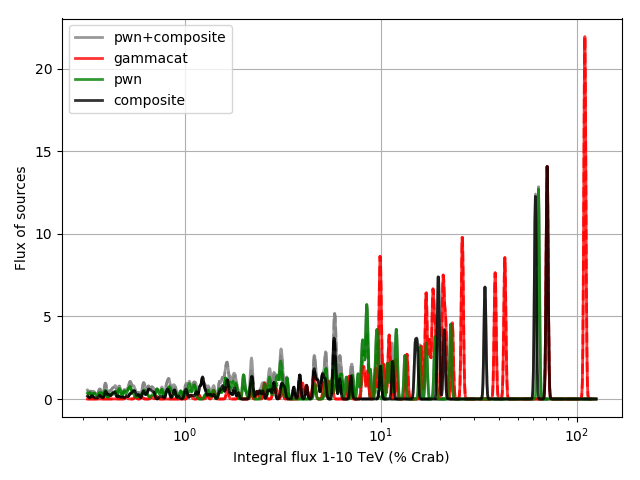 pwn+composite
gammacat
pwn
composite
Flux of sources
20
15
10
5
0
10⁰
10¹
10²
Integral flux 1-10 TeV (% Crab)